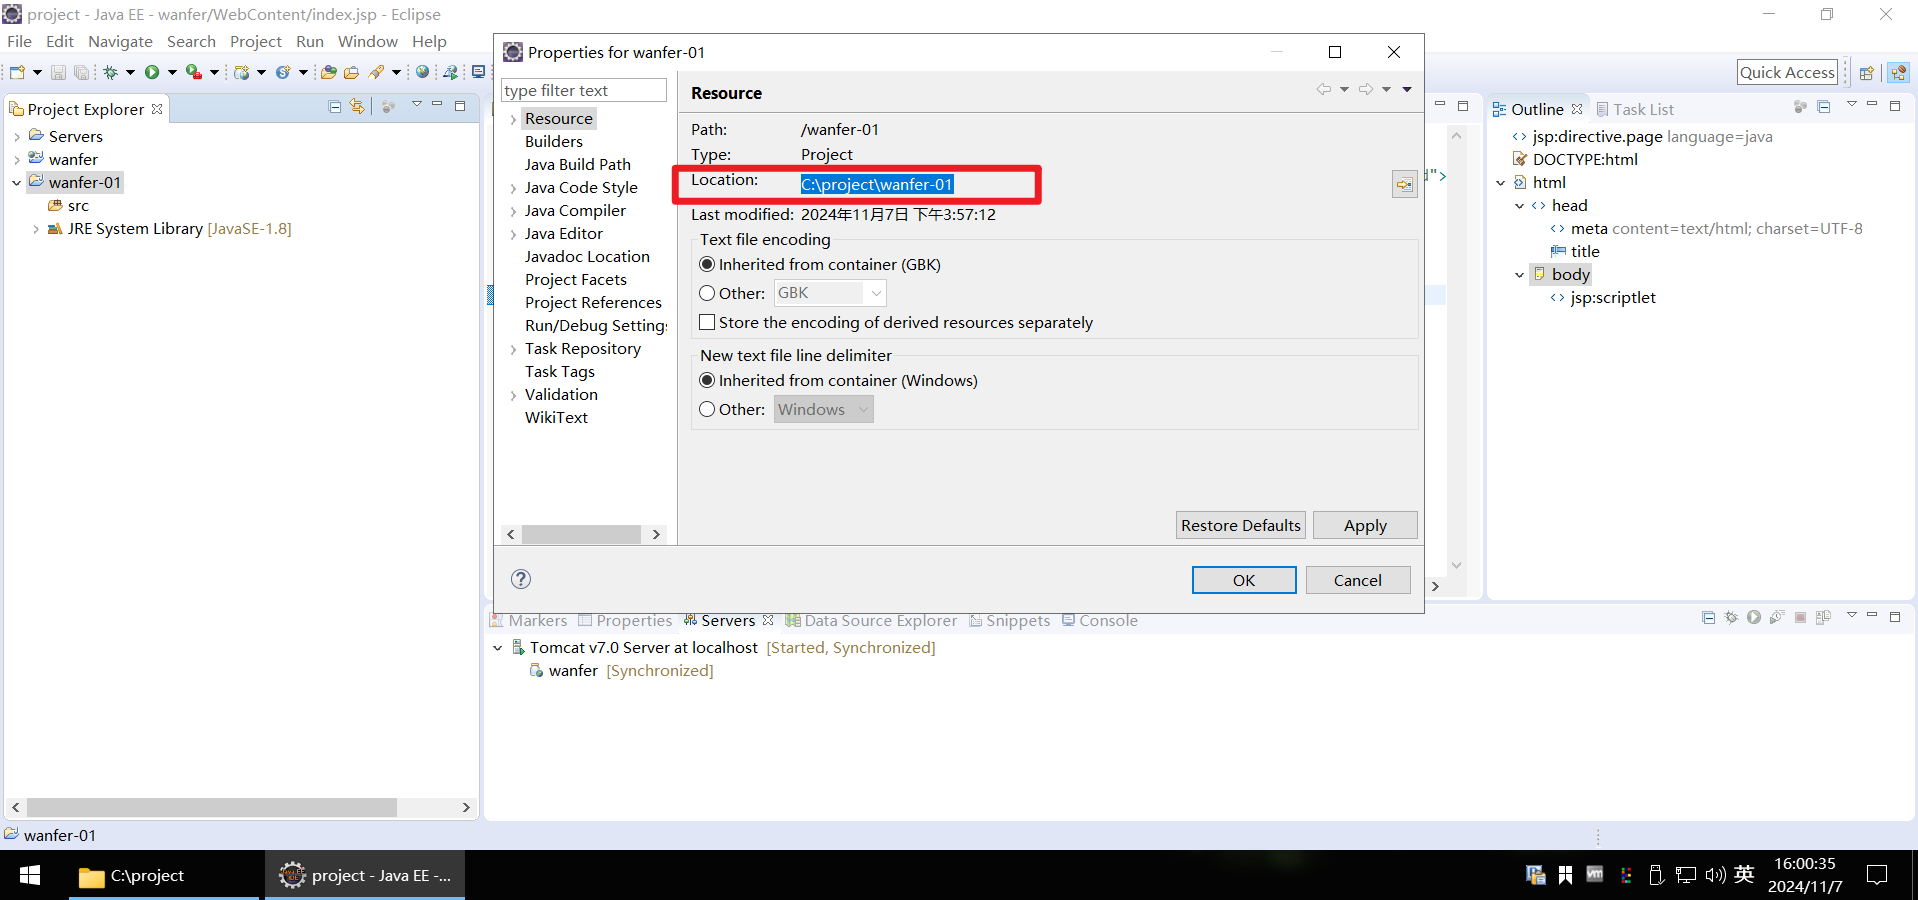 project - Java EE - wanfer/WebContent/index.jsp - Eclipse
File Edit Navigate Search Project Run Window Help
Quick Access
Project Explorer
Servers
wanfer
wanfer-01
src
JRE System Library [JavaSE-1.8]
Properties for wanfer-01
type filter text
Resource
Builders
Java Build Path
Java Code Style
Java Compiler
Java Editor
Javadoc Location
Project Facets
Project References
Run/Debug Settings
Task Repository
Task Tags
Validation
WikiText
Resource
Path: /wanfer-01
Type: Project
Location: C:\project\wanfer-01
Last modified: 2024年11月7日 下午3:57:12
Text file encoding
Inherited from container (GBK)
Other: GBK
Store the encoding of derived resources separately
New text file line delimiter
Inherited from container (Windows)
Other: Windows
Restore Defaults Apply
OK Cancel
d">
Outline Task List
jsp:directive.page language=java
DOCTYPE:html
html
head
meta content=text/html; charset=UTF-8
title
body
jsp:scriptlet
Markers Properties Servers Data Source Explorer Snippets Console
Tomcat v7.0 Server at localhost [Started, Synchronized]
wanfer [Synchronized]
wanfer-01
C:\project
project - Java EE -...
英
16:00:35
2024/11/7